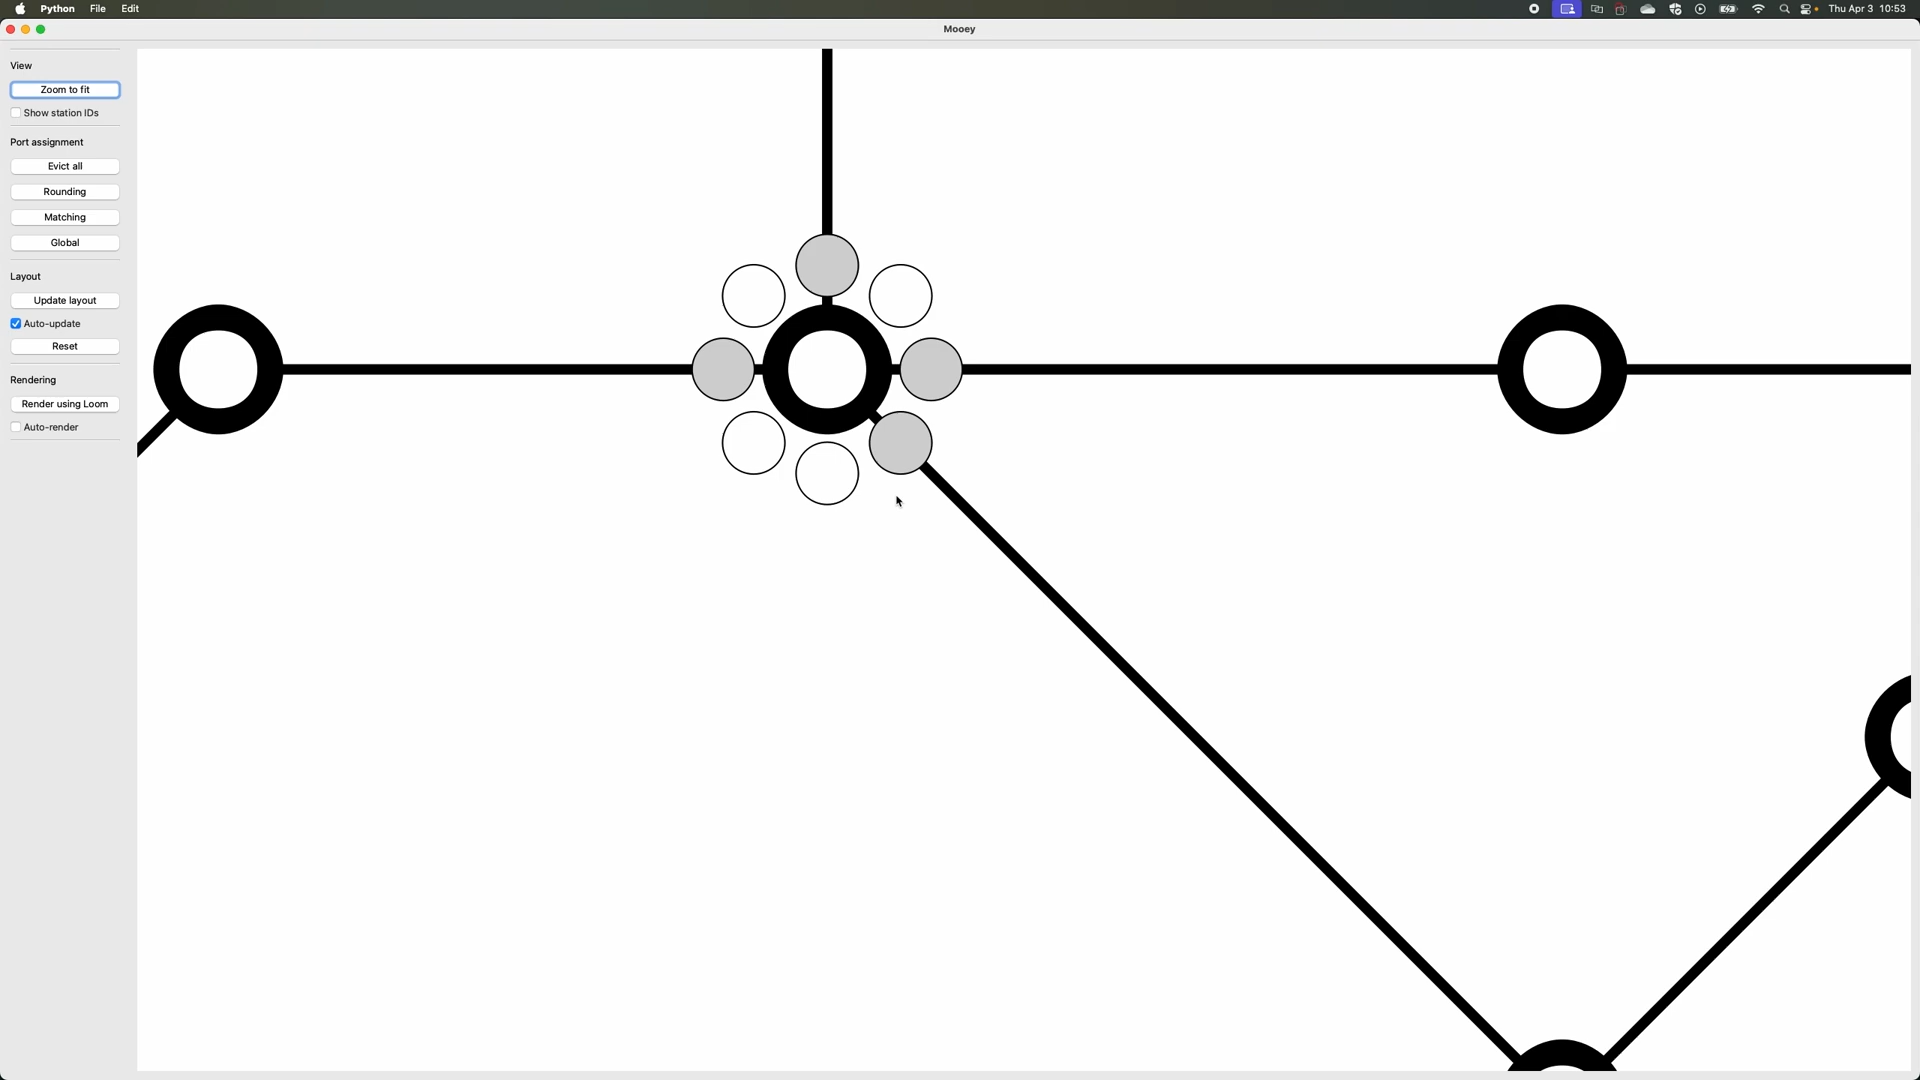 Python File Edit Thu Apr 3 10:53
Mooey
View
Zoom to fit
Show station IDs
Port assignment
Evict all
Rounding
Matching
Global
Layout
Update layout
Auto-update
Reset
Rendering
Render using Loom
Auto-render